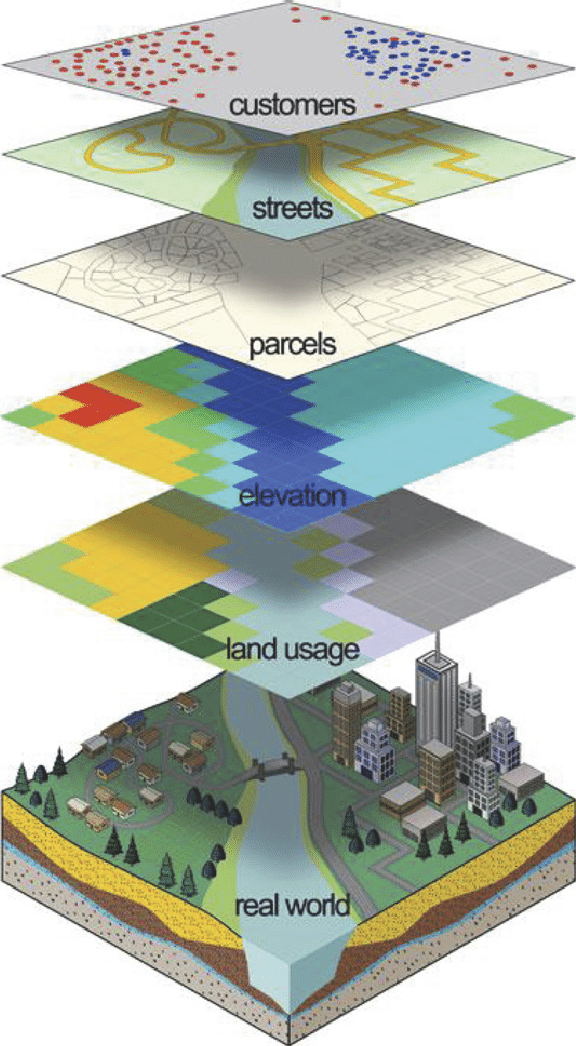 customers
streets
parcels
elevation
land usage
real world